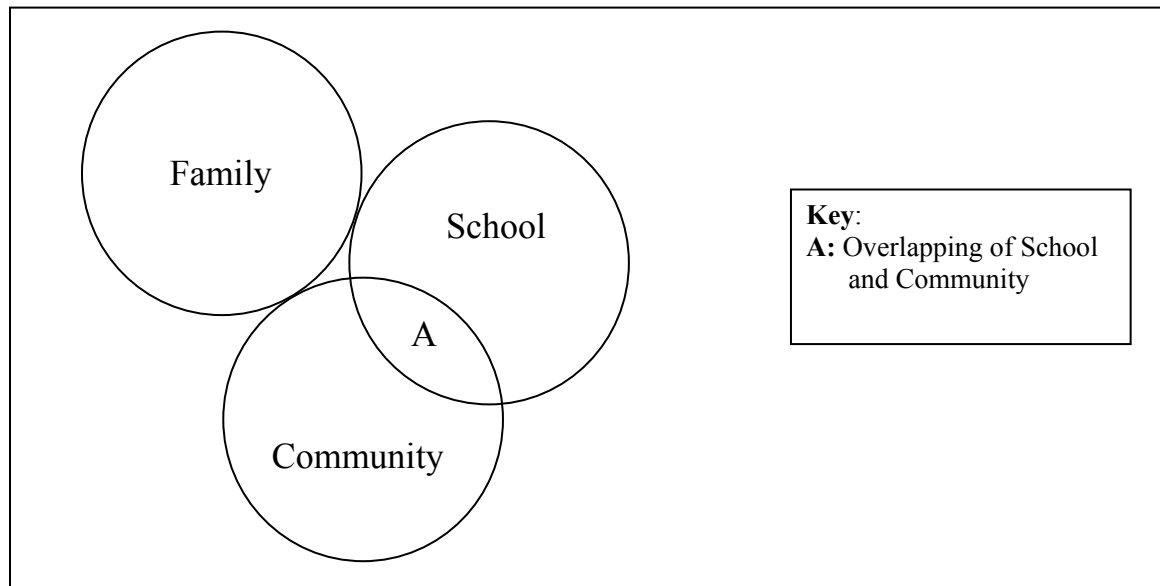 Family
School
A
Community
Key:
A: Overlapping of School
and Community